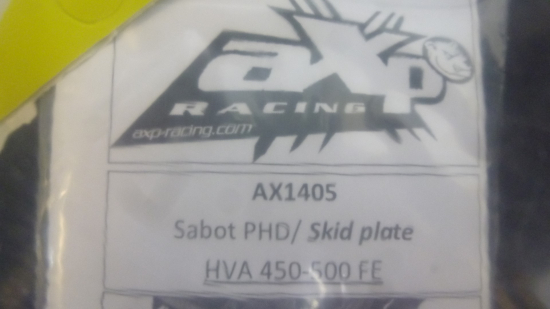 axp
RACING
axp-racing.com
AX1405
Sabot PHD/ Skid plate
HVA 450-500 FE